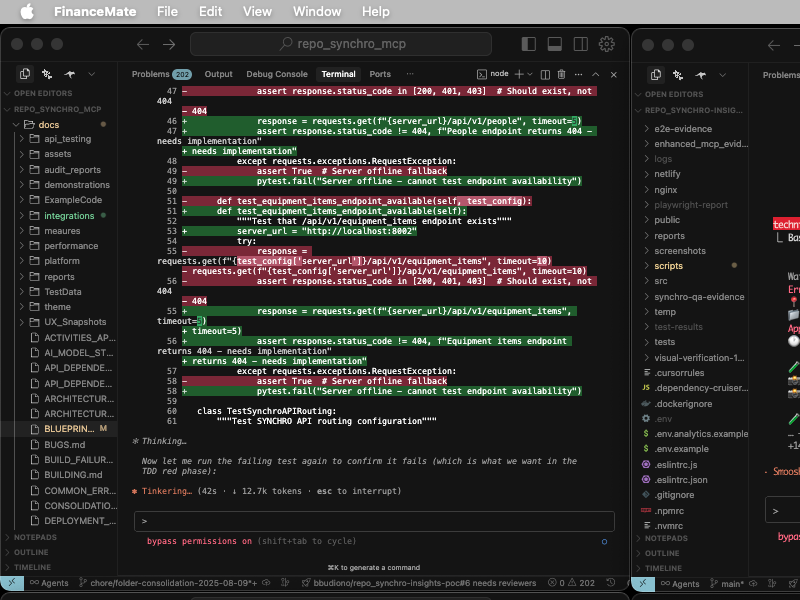 FinanceMate File Edit View Window Help
repo_synchro_mcp
Problems 202 Output Debug Console Terminal Ports ··· node
OPEN EDITORS
REPO_SYNCHRO_MCP
docs
api_testing
assets
audit_reports
demonstrations
ExampleCode
integrations
meaures
performance
platform
reports
TestData
theme
UX_Snapshots
ACTIVITIES_AP...
AI_MODEL_ST...
API_DEPENDE...
API_DEPENDE...
ARCHITECTUR...
ARCHITECTUR...
BLUEPRIN... M
BUGS.md
BUILD_FAILUR...
BUILDING.md
COMMON_ERR...
CONSOLIDATIO...
DEPLOYMENT_...
NOTEPADS
OUTLINE
TIMELINE
47 - assert response.status_code in [200, 401, 403] # Should exist, not
404
- 404
46 + response = requests.get(f"{server_url}/api/v1/people", timeout=5)
47 + assert response.status_code != 404, f"People endpoint returns 404 –
needs implementation"
+ needs implementation"
48 except requests.exceptions.RequestException:
49 - assert True # Server offline fallback
49 + pytest.fail("Server offline – cannot test endpoint availability")
50
51 - def test_equipment_items_endpoint_available(self, test_config):
51 + def test_equipment_items_endpoint_available(self):
52 """Test that /api/v1/equipment_items endpoint exists"""
53 + server_url = "http://localhost:8002"
54 try:
55 - response =
requests.get(f"{test_config['server_url']}/api/v1/equipment_items", timeout=10)
- requests.get(f"{test_config['server_url']}/api/v1/equipment_items", timeout=10)
56 - assert response.status_code in [200, 401, 403] # Should exist, not
404
- 404
55 + response = requests.get(f"{server_url}/api/v1/equipment_items",
timeout=5)
+ timeout=5)
56 + assert response.status_code != 404, f"Equipment items endpoint
returns 404 – needs implementation"
+ returns 404 – needs implementation"
57 except requests.exceptions.RequestException:
58 - assert True # Server offline fallback
58 + pytest.fail("Server offline – cannot test endpoint availability")
59
60 class TestSynchroAPIRouting:
61 """Test SYNCHRO API routing configuration"""
✻ Thinking…
Now let me run the failing test again to confirm it fails (which is what we want in the
TDD red phase):
✽ Tinkering… (42s · ↓ 12.7k tokens · esc to interrupt)
>
bypass permissions on (shift+tab to cycle)
⌘K to generate a command
Agents chore/folder-consolidation-2025-08-09*+ bbudiono/repo_synchro-insights-poc#6 needs reviewers 0 202
Problems
OPEN EDITORS
REPO_SYNCHRO-INSIG...
e2e-evidence
enhanced_mcp_evid...
logs
netlify
nginx
playwright-report
public
reports
screenshots
scripts
src
synchro-qa-evidence
temp
test-results
tests
visual-verification-1...
.cursorrules
JS .dependency-cruiser...
.dockerignore
.env
$ .env.analytics.example
$ .env.example
.eslint.js
.eslintrc.json
.gitignore
.npmrc
.nvmrc
NOTEPADS
OUTLINE
TIMELINE
techn
Bas
Wa
Err
App
… –
+14
· Smoosh
>
bypas
Agents main*